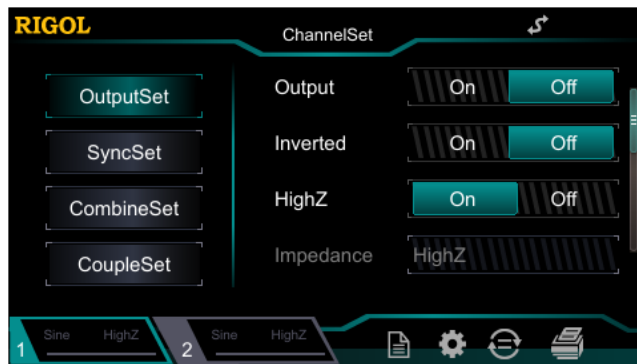 RIGOL
ChannelSet
OutputSet
SyncSet
CombineSet
CoupleSet
Output On Off
Inverted On Off
HighZ On Off
Impedance HighZ
1 Sine HighZ
2 Sine HighZ